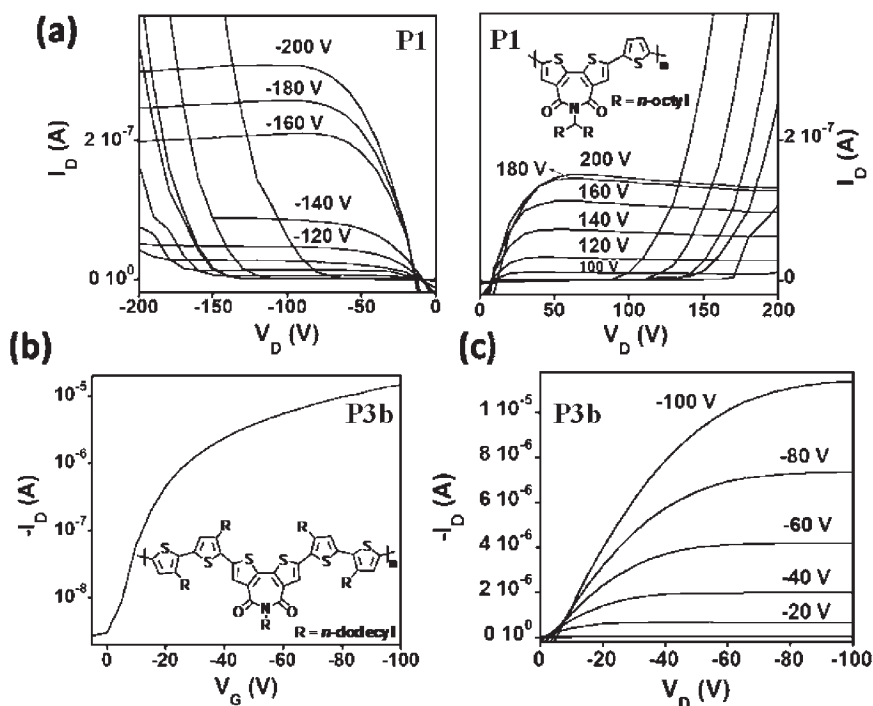 (a)
P1
-200 V
-180 V
-160 V
-140 V
-120 V
I_D (A)
2 10⁻⁷
0 10⁰
-200 -150 -100 -50 0
V_D (V)
P1
S S S n
O N O
R R
R = n-octyl
180 V 200 V
160 V
140 V
120 V
100 V
2 10⁻⁷
0
I_D (A)
0 50 100 150 200
V_D (V)
(b)
P3b
10⁻⁵
10⁻⁶
10⁻⁷
10⁻⁸
-I_D (A)
R R
S S S S S S n
R R
O N O
R
R = n-dodecyl
0 -20 -40 -60 -80 -100
V_G (V)
(c)
P3b
-100 V
-80 V
-60 V
-40 V
-20 V
1 10⁻⁵
8 10⁻⁶
6 10⁻⁶
4 10⁻⁶
2 10⁻⁶
0 10⁰
-I_D (A)
0 -20 -40 -60 -80 -100
V_D (V)